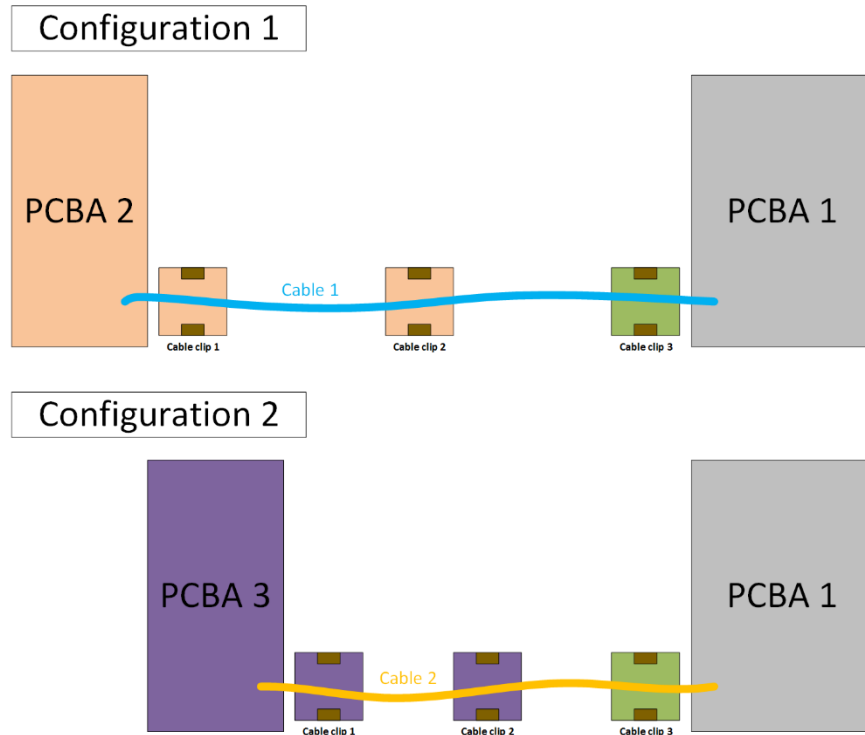 Configuration 1
PCBA 2
PCBA 1
Cable 1
Cable clip 1
Cable clip 2
Cable clip 3
Configuration 2
PCBA 3
PCBA 1
Cable 2
Cable clip 1
Cable clip 2
Cable clip 3